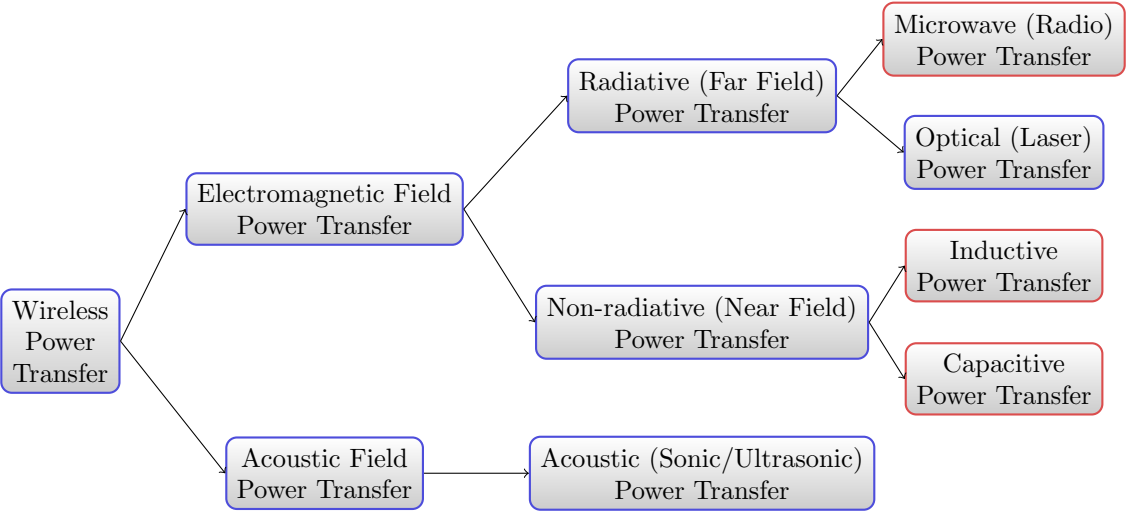 Wireless
Power
Transfer
Electromagnetic Field
Power Transfer
Acoustic Field
Power Transfer
Radiative (Far Field)
Power Transfer
Non-radiative (Near Field)
Power Transfer
Acoustic (Sonic/Ultrasonic)
Power Transfer
Microwave (Radio)
Power Transfer
Optical (Laser)
Power Transfer
Inductive
Power Transfer
Capacitive
Power Transfer